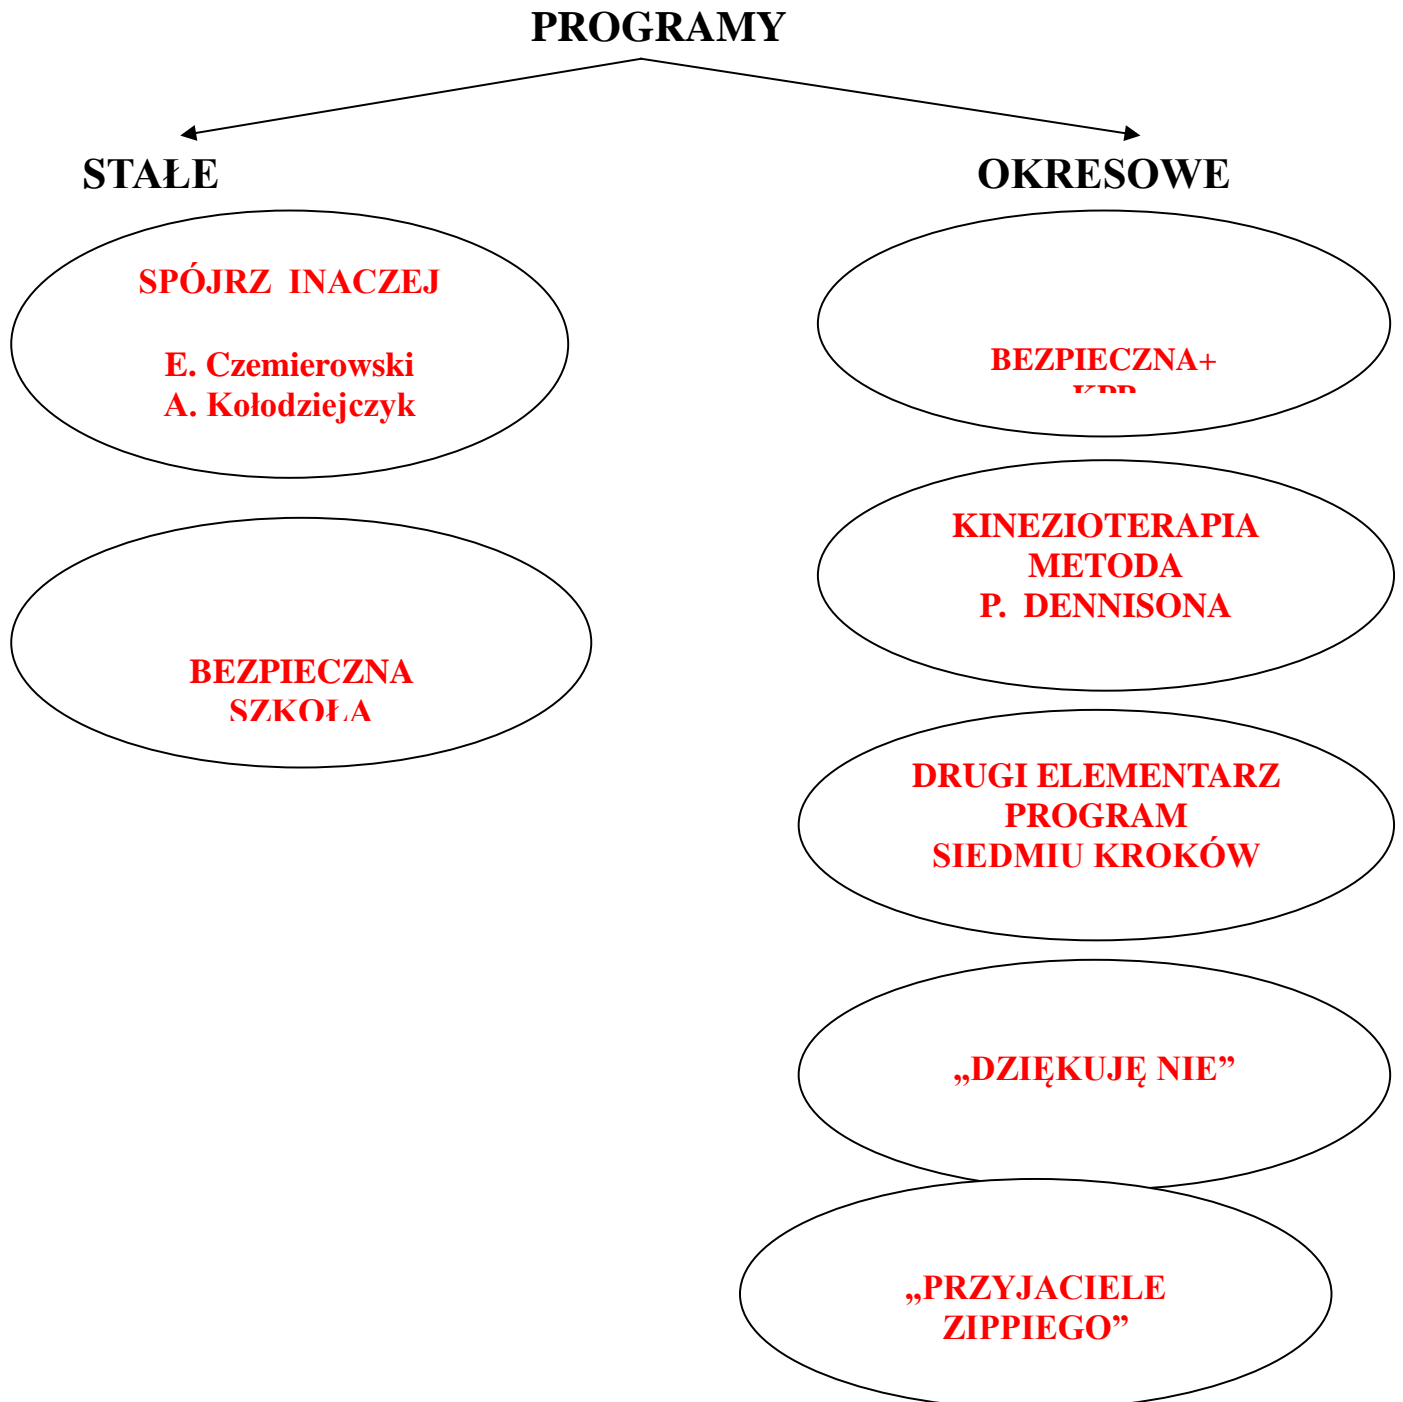 PROGRAMY
STAŁE
OKRESOWE
SPÓJRZ INACZEJ
E. Czemierowski
A. Kołodziejczyk
BEZPIECZNA
SZKOŁA
BEZPIECZNA+
KINEZIOTERAPIA
METODA
P. DENNISONA
DRUGI ELEMENTARZ
PROGRAM
SIEDMIU KROKÓW
„DZIĘKUJĘ NIE”
„PRZYJACIELE
ZIPPIEGO”